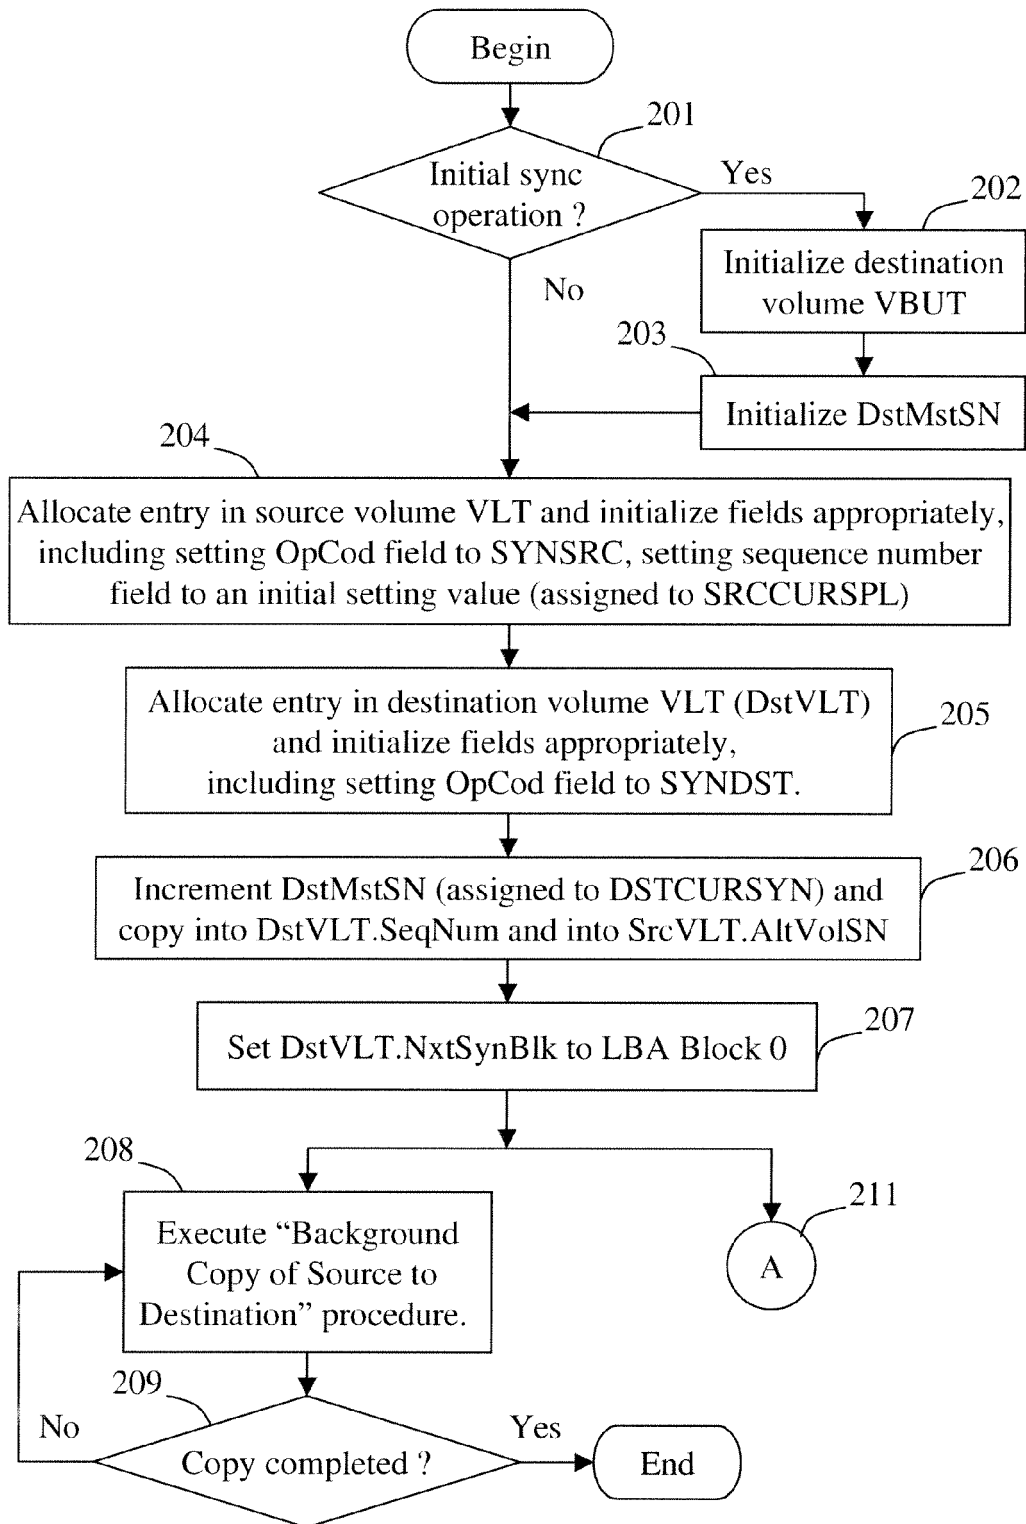 Begin
201
Initial sync
operation ?
Yes
202
No
Initialize destination
volume VBUT
203
Initialize DstMstSN
204
Allocate entry in source volume VLT and initialize fields appropriately,
including setting OpCod field to SYNSRC, setting sequence number
field to an initial setting value (assigned to SRCCURSPL)
Allocate entry in destination volume VLT (DstVLT)
and initialize fields appropriately,
including setting OpCod field to SYNDST.
205
206
Increment DstMstSN (assigned to DSTCURSYN) and
copy into DstVLT.SeqNum and into SrcVLT.AltVolSN
207
Set DstVLT.NxtSynBlk to LBA Block 0
208
Execute “Background
Copy of Source to
Destination” procedure.
211
A
209
No
Copy completed ?
Yes
End